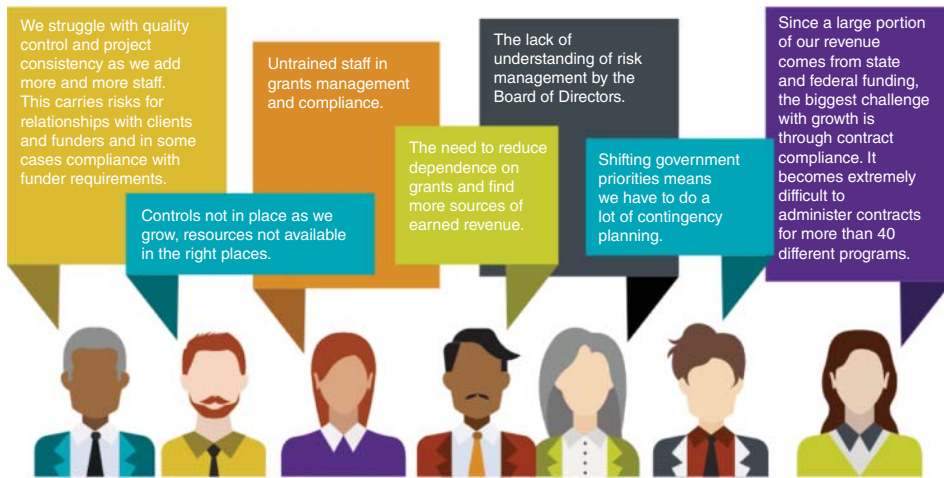 We struggle with quality
control and project
consistency as we add
more and more staff.
This carries risks for
relationships with clients
and funders and in some
cases compliance with
funder requirements.
Controls not in place as we
grow, resources not available
in the right places.
Untrained staff in
grants management
and compliance.
The need to reduce
dependence on
grants and find
more sources of
earned revenue.
The lack of
understanding of risk
management by the
Board of Directors.
Shifting government
priorities means
we have to do a
lot of contingency
planning.
Since a large portion
of our revenue
comes from state
and federal funding,
the biggest challenge
with growth is
through contract
compliance. It
becomes extremely
difficult to
administer contracts
for more than 40
different programs.